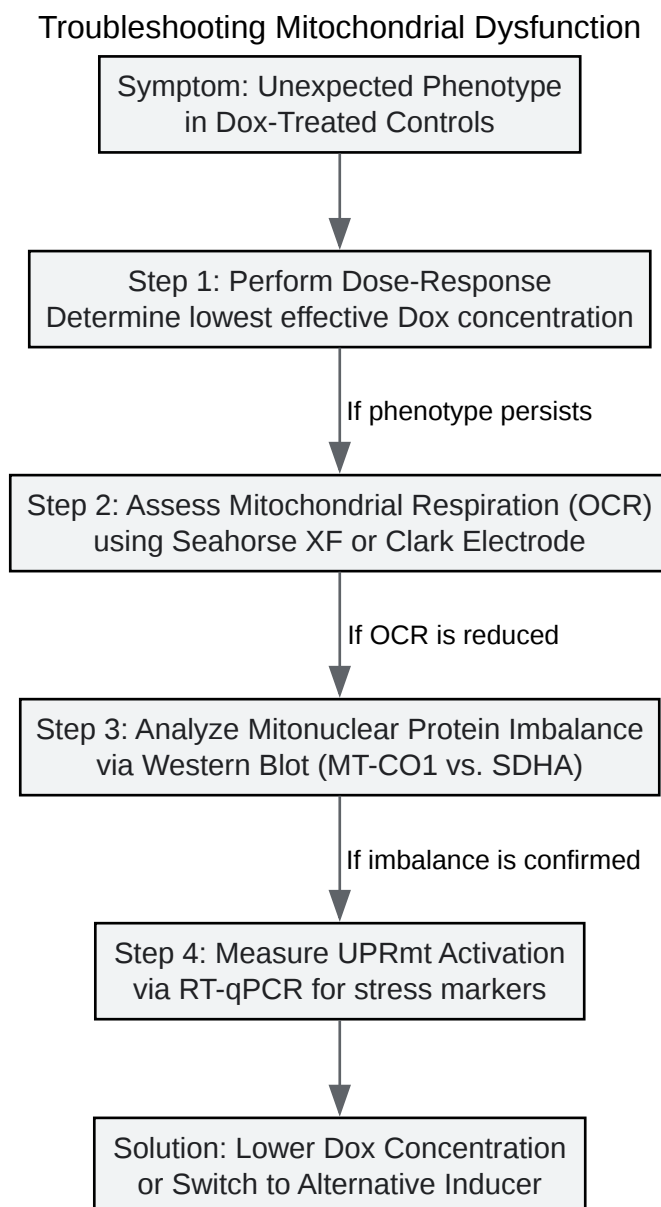 Troubleshooting Mitochondrial Dysfunction
Symptom: Unexpected Phenotype
in Dox-Treated Controls
Step 1: Perform Dose-Response
Determine lowest effective Dox concentration
If phenotype persists
Step 2: Assess Mitochondrial Respiration (OCR)
using Seahorse XF or Clark Electrode
If OCR is reduced
Step 3: Analyze Mitonuclear Protein Imbalance
via Western Blot (MT-CO1 vs. SDHA)
If imbalance is confirmed
Step 4: Measure UPRmt Activation
via RT-qPCR for stress markers
Solution: Lower Dox Concentration
or Switch to Alternative Inducer